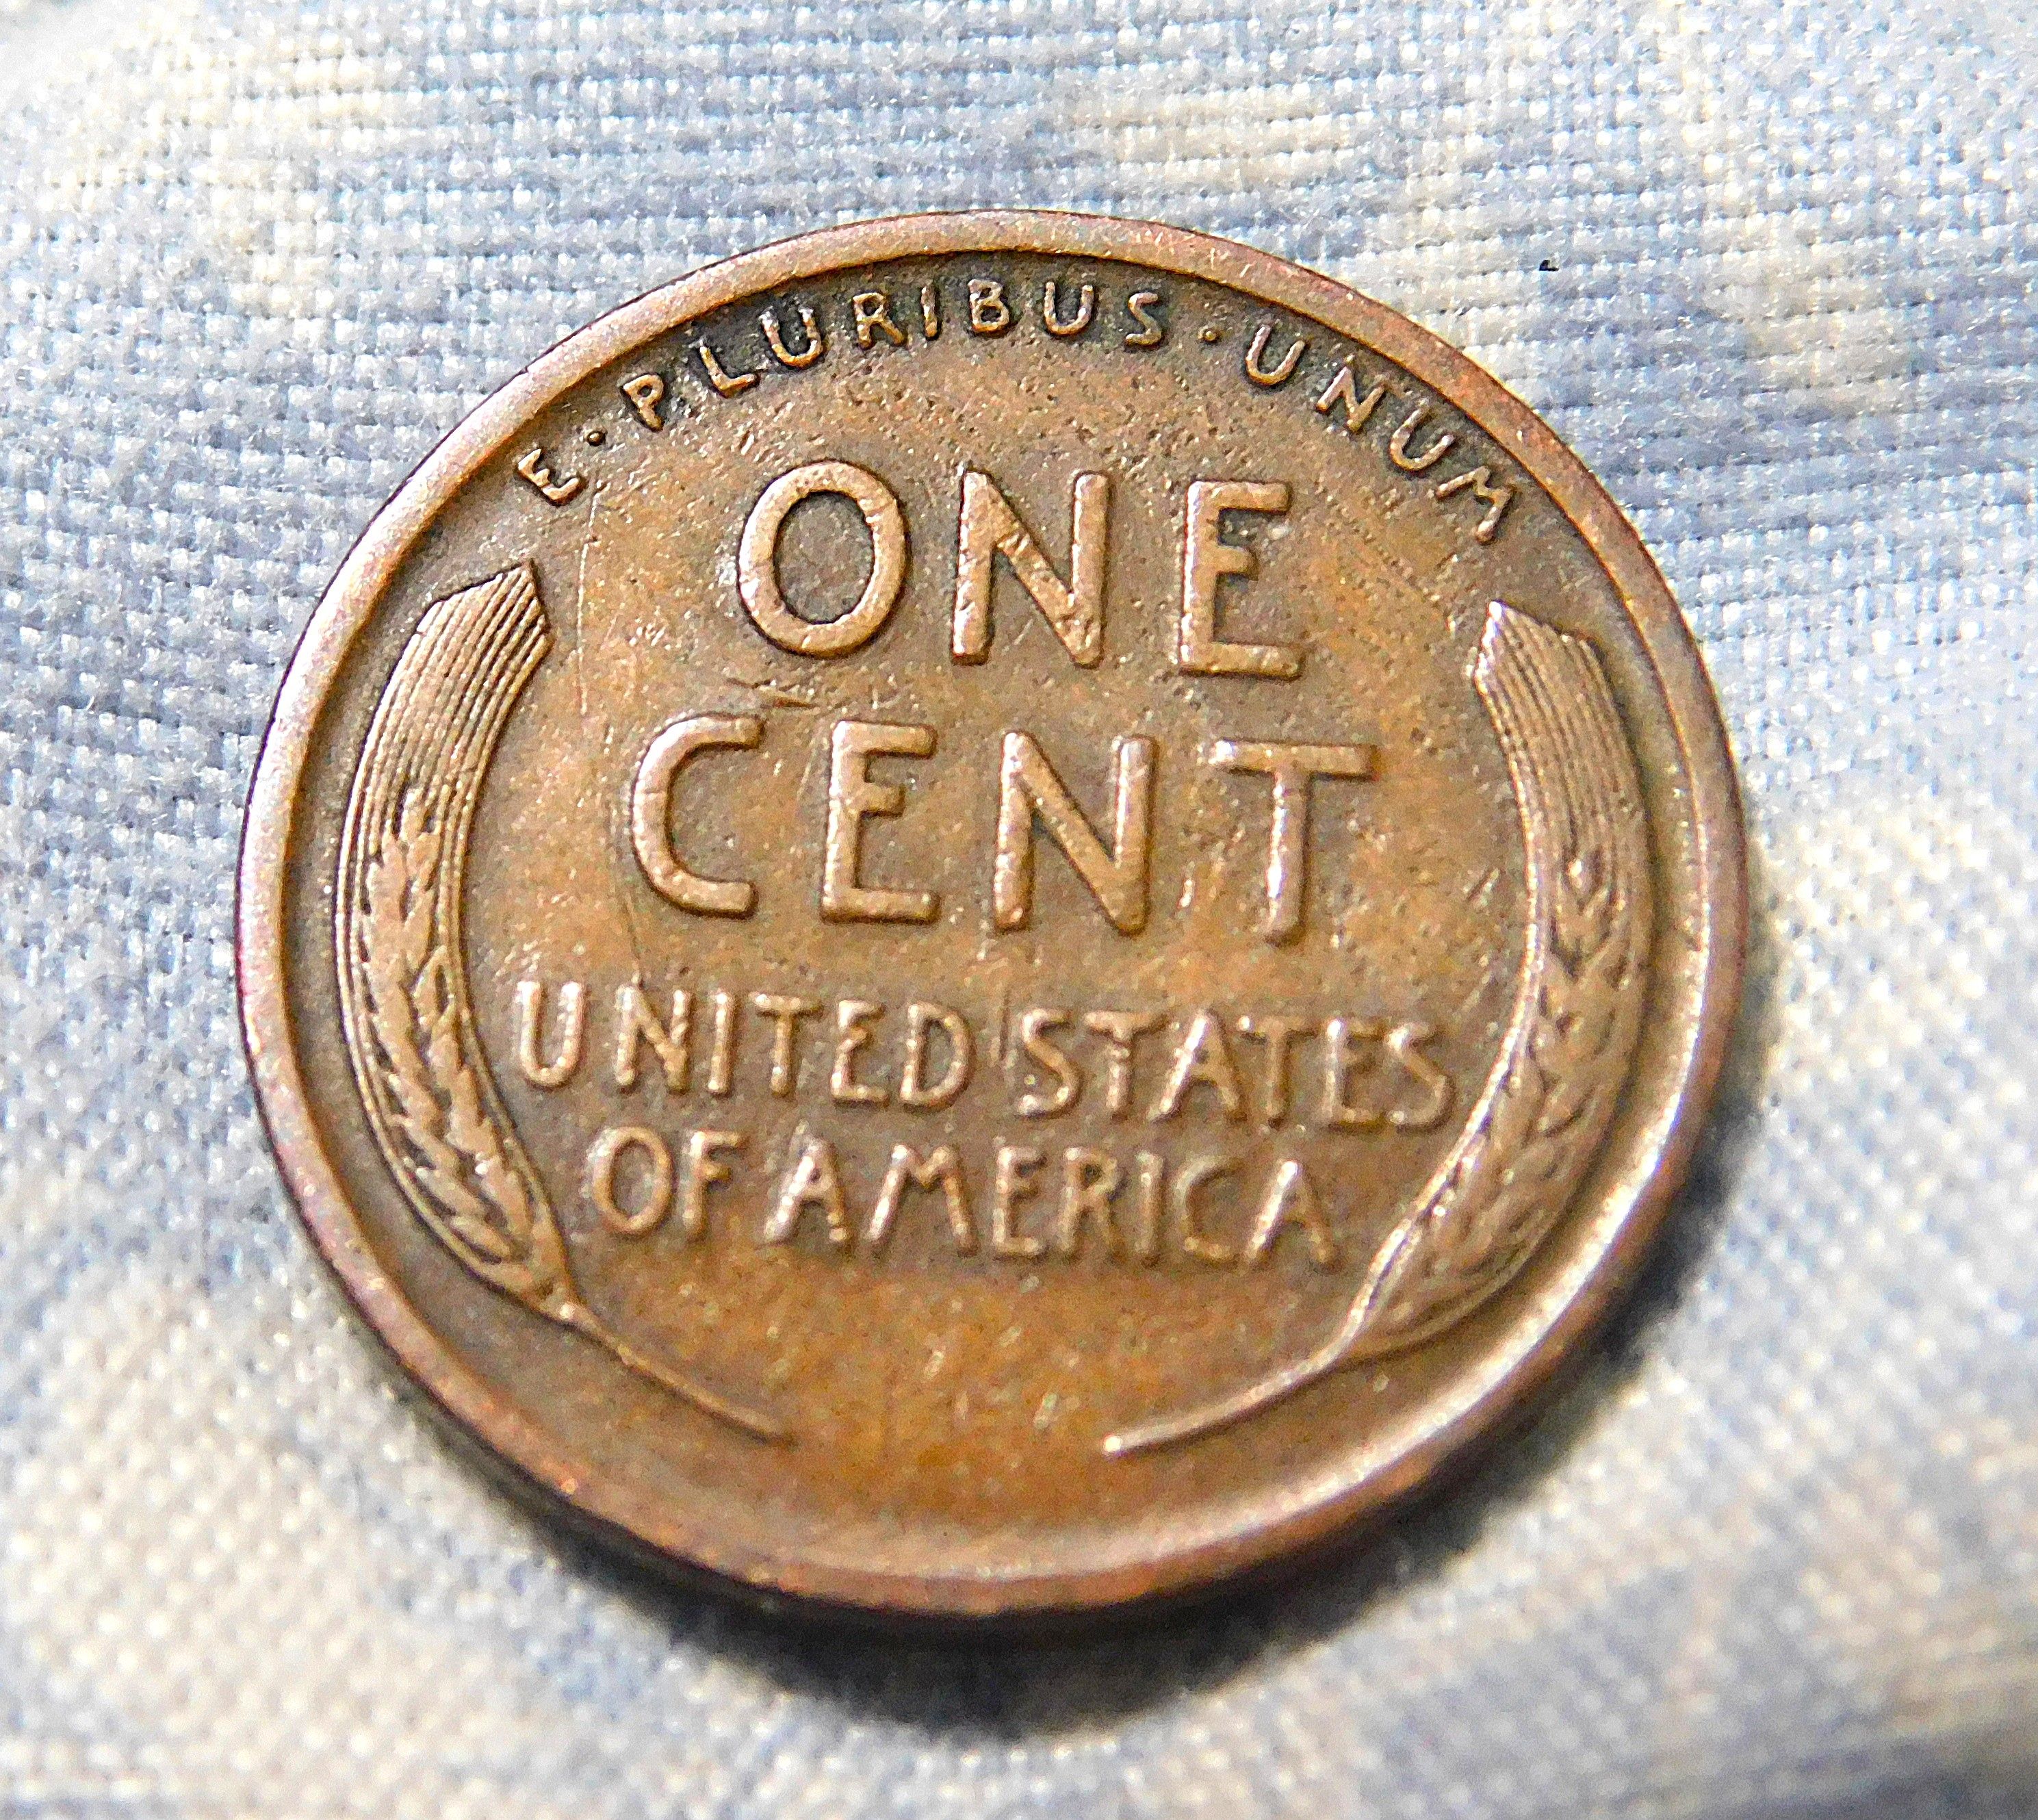 E · PLURIBUS · UNUM
ONE
CENT
UNITED STATES
OF AMERICA